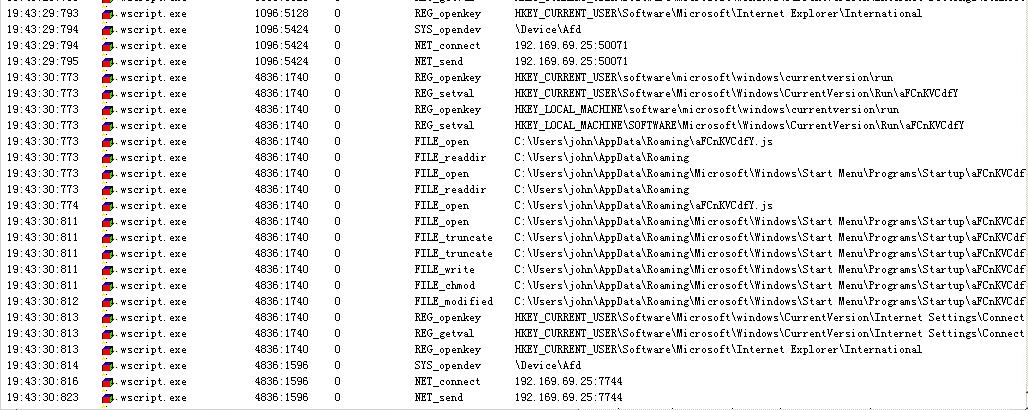 19:43:29:793 wscript.exe 1096:5128 0 REG_openkey HKEY_CURRENT_USER\Software\Microsoft\Internet Explorer\International
19:43:29:794 wscript.exe 1096:5424 0 SYS_opendev \Device\Afd
19:43:29:794 wscript.exe 1096:5424 0 NET_connect 192.169.69.25:50071
19:43:29:795 wscript.exe 1096:5424 0 NET_send 192.169.69.25:50071
19:43:30:773 wscript.exe 4836:1740 0 REG_openkey HKEY_CURRENT_USER\software\microsoft\windows\currentversion\run
19:43:30:773 wscript.exe 4836:1740 0 REG_setval HKEY_CURRENT_USER\Software\Microsoft\Windows\CurrentVersion\Run\aFCnKVCdfY
19:43:30:773 wscript.exe 4836:1740 0 REG_openkey HKEY_LOCAL_MACHINE\software\microsoft\windows\currentversion\run
19:43:30:773 wscript.exe 4836:1740 0 REG_setval HKEY_LOCAL_MACHINE\SOFTWARE\Microsoft\Windows\CurrentVersion\Run\aFCnKVCdfY
19:43:30:773 wscript.exe 4836:1740 0 FILE_open C:\Users\john\AppData\Roaming\aFCnKVCdfY.js
19:43:30:773 wscript.exe 4836:1740 0 FILE_readdir C:\Users\john\AppData\Roaming
19:43:30:773 wscript.exe 4836:1740 0 FILE_open C:\Users\john\AppData\Roaming\Microsoft\Windows\Start Menu\Programs\Startup\aFCnKVCdf
19:43:30:773 wscript.exe 4836:1740 0 FILE_readdir C:\Users\john\AppData\Roaming
19:43:30:774 wscript.exe 4836:1740 0 FILE_open C:\Users\john\AppData\Roaming\aFCnKVCdfY.js
19:43:30:811 wscript.exe 4836:1740 0 FILE_open C:\Users\john\AppData\Roaming\Microsoft\Windows\Start Menu\Programs\Startup\aFCnKVCdf
19:43:30:811 wscript.exe 4836:1740 0 FILE_truncate C:\Users\john\AppData\Roaming\Microsoft\Windows\Start Menu\Programs\Startup\aFCnKVCdf
19:43:30:811 wscript.exe 4836:1740 0 FILE_truncate C:\Users\john\AppData\Roaming\Microsoft\Windows\Start Menu\Programs\Startup\aFCnKVCdf
19:43:30:811 wscript.exe 4836:1740 0 FILE_write C:\Users\john\AppData\Roaming\Microsoft\Windows\Start Menu\Programs\Startup\aFCnKVCdf
19:43:30:811 wscript.exe 4836:1740 0 FILE_chmod C:\Users\john\AppData\Roaming\Microsoft\Windows\Start Menu\Programs\Startup\aFCnKVCdf
19:43:30:812 wscript.exe 4836:1740 0 FILE_modified C:\Users\john\AppData\Roaming\Microsoft\Windows\Start Menu\Programs\Startup\aFCnKVCdf
19:43:30:813 wscript.exe 4836:1740 0 REG_openkey HKEY_CURRENT_USER\Software\Microsoft\Windows\CurrentVersion\Internet Settings\Connect
19:43:30:813 wscript.exe 4836:1740 0 REG_getval HKEY_CURRENT_USER\Software\Microsoft\Windows\CurrentVersion\Internet Settings\Connect
19:43:30:813 wscript.exe 4836:1740 0 REG_openkey HKEY_CURRENT_USER\Software\Microsoft\Internet Explorer\International
19:43:30:814 wscript.exe 4836:1596 0 SYS_opendev \Device\Afd
19:43:30:816 wscript.exe 4836:1596 0 NET_connect 192.169.69.25:7744
19:43:30:823 wscript.exe 4836:1596 0 NET_send 192.169.69.25:7744